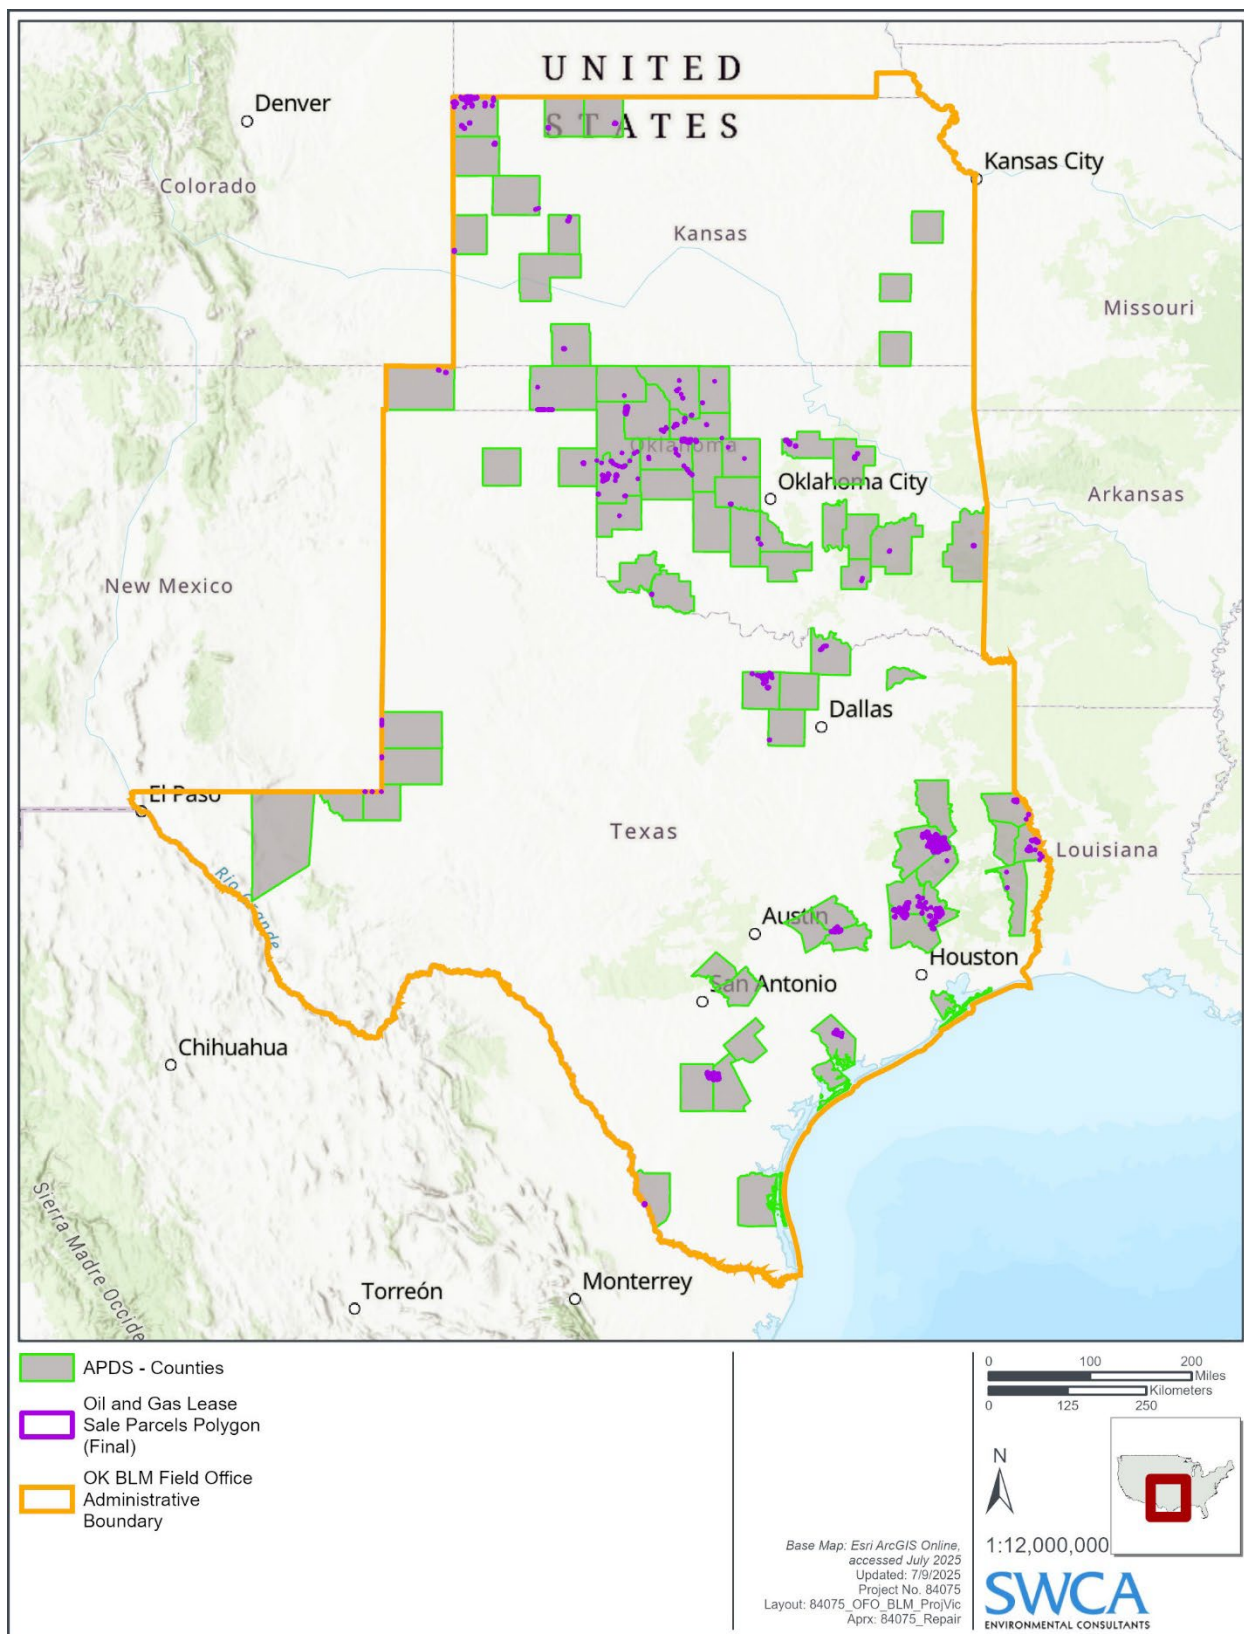 UNITED
STATES
Denver
Kansas City
Colorado
Kansas
Missouri
Oklahoma
Oklahoma City
Arkansas
New Mexico
Dallas
El Paso
Texas
Louisiana
Rio Grande
Austin
Houston
San Antonio
Chihuahua
Sierra Madre Occide
Torreón
Monterrey
APDS - Counties
Oil and Gas Lease
Sale Parcels Polygon
(Final)
OK BLM Field Office
Administrative
Boundary
0 100 200
Miles
Kilometers
0 125 250
N
1:12,000,000
Base Map: Esri ArcGIS Online,
accessed July 2025
Updated: 7/9/2025
Project No. 84075
Layout: 84075_OFO_BLM_ProjVic
Aprx: 84075_Repair
SWCA
ENVIRONMENTAL CONSULTANTS